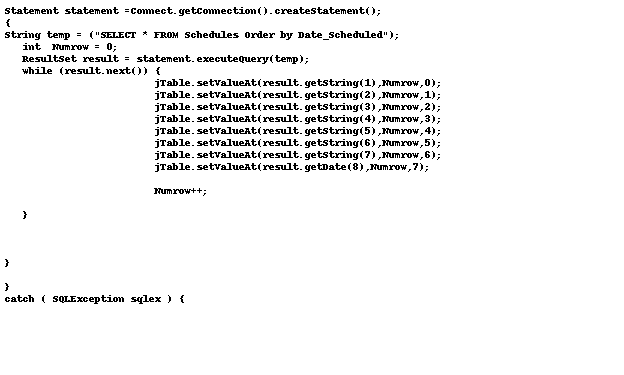 Statement statement =Connect.getConnection().createStatement();
{
String temp = ("SELECT * FROM Schedules Order by Date_Scheduled");
int  Numrow = 0;
ResultSet result = statement.executeQuery(temp);
while (result.next()) {
jTable.setValueAt(result.getString(1),Numrow,0);
jTable.setValueAt(result.getString(2),Numrow,1);
jTable.setValueAt(result.getString(3),Numrow,2);
jTable.setValueAt(result.getString(4),Numrow,3);
jTable.setValueAt(result.getString(5),Numrow,4);
jTable.setValueAt(result.getString(6),Numrow,5);
jTable.setValueAt(result.getString(7),Numrow,6);
jTable.setValueAt(result.getDate(8),Numrow,7);
Numrow++;
}
}
}
catch ( SQLException sqlex ) {